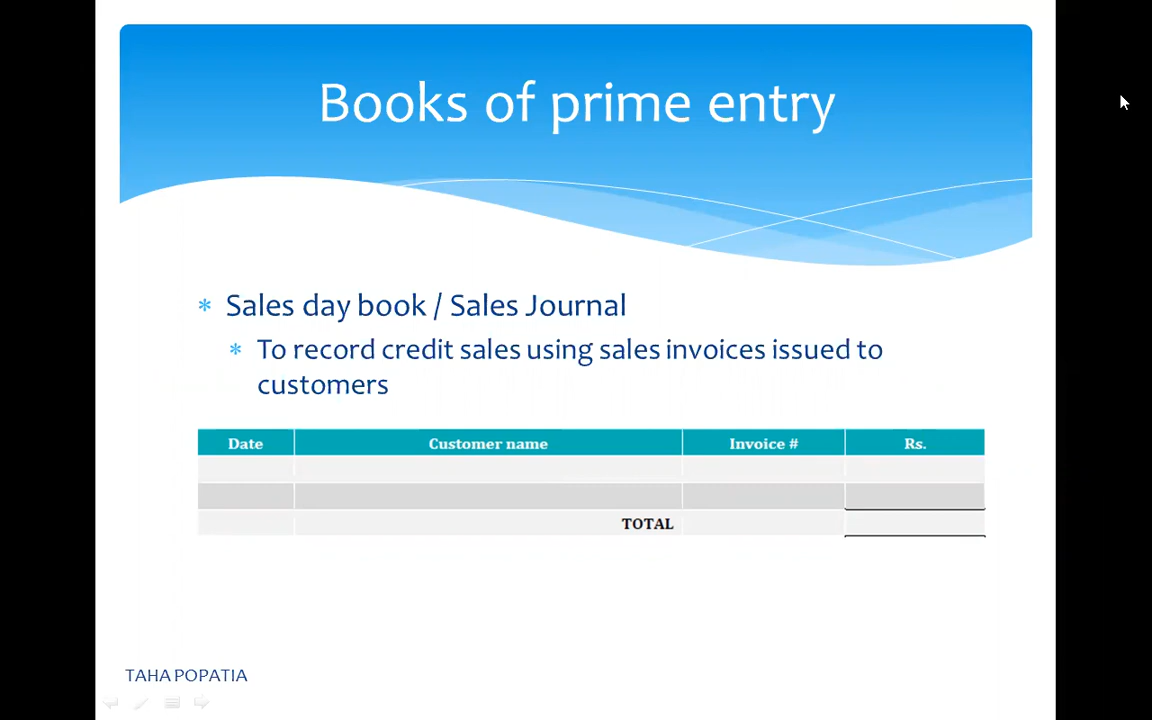 Books of prime entry
* Sales day book / Sales Journal
* To record credit sales using sales invoices issued to
customers
Date Customer name Invoice # Rs.
TOTAL
TAHA POPATIA